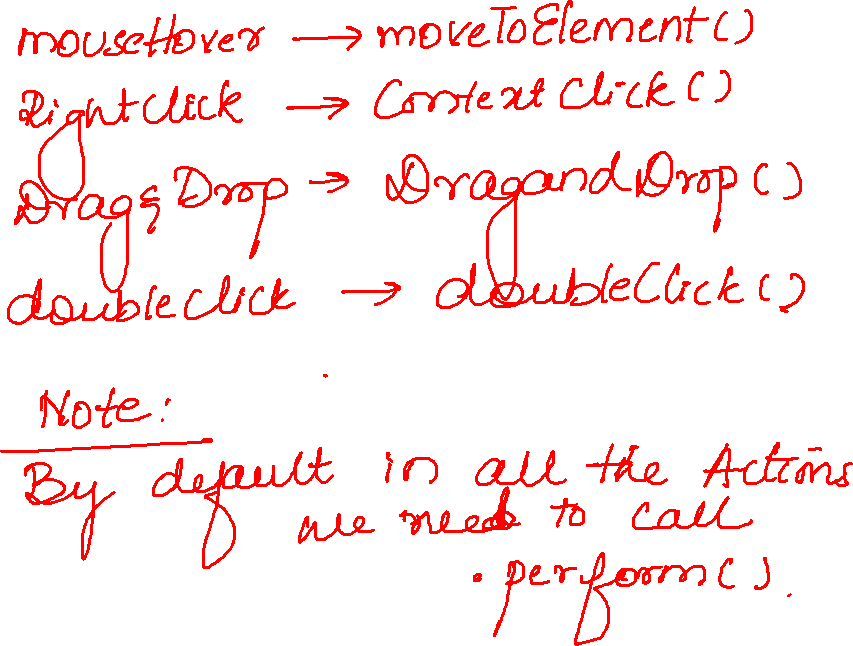 mouseHover → moveToElement()
RightClick → ContextClick()
Drag & Drop → DragandDrop()
doubleclick → doubleClick()
Note:
By default in all the Actions
we need to call
.perform().